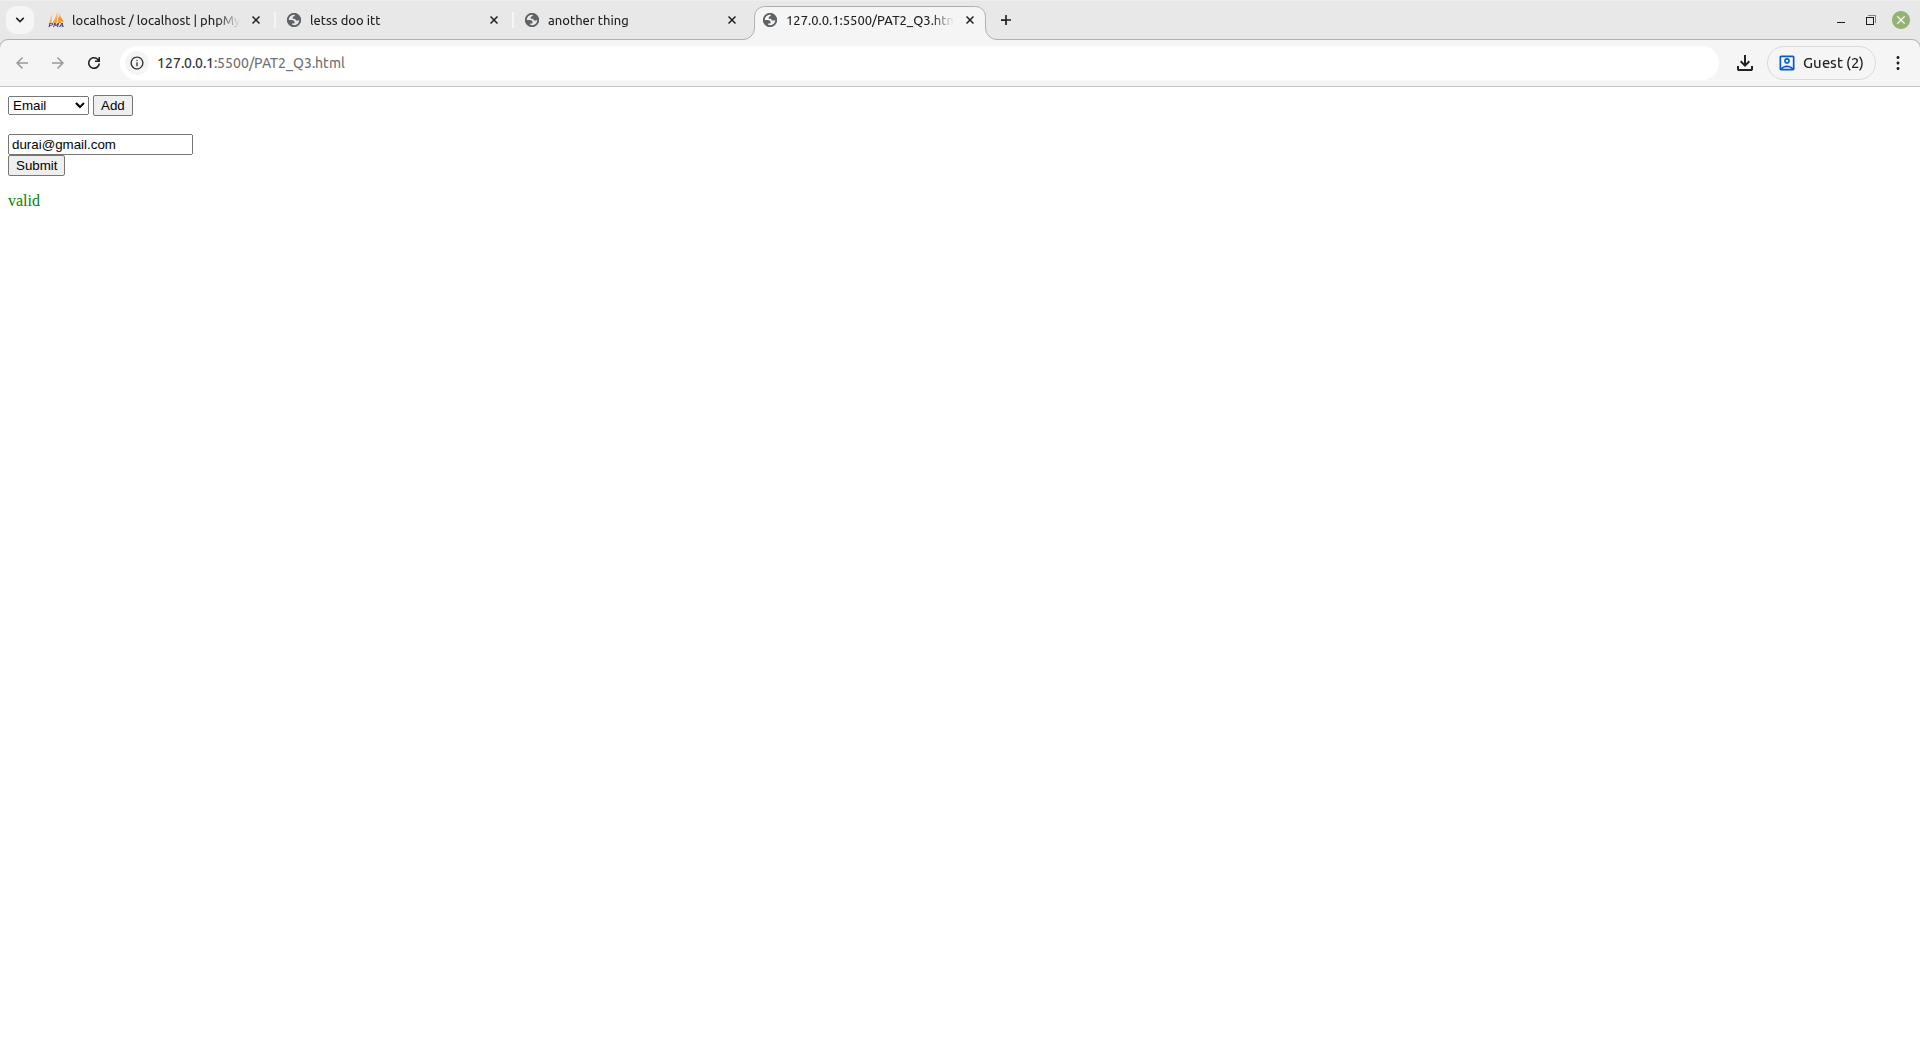 localhost / localhost | phpMy
letss doo itt
another thing
127.0.0.1:5500/PAT2_Q3.htm
127.0.0.1:5500/PAT2_Q3.html
Guest (2)
Email Add
durai@gmail.com
Submit
valid